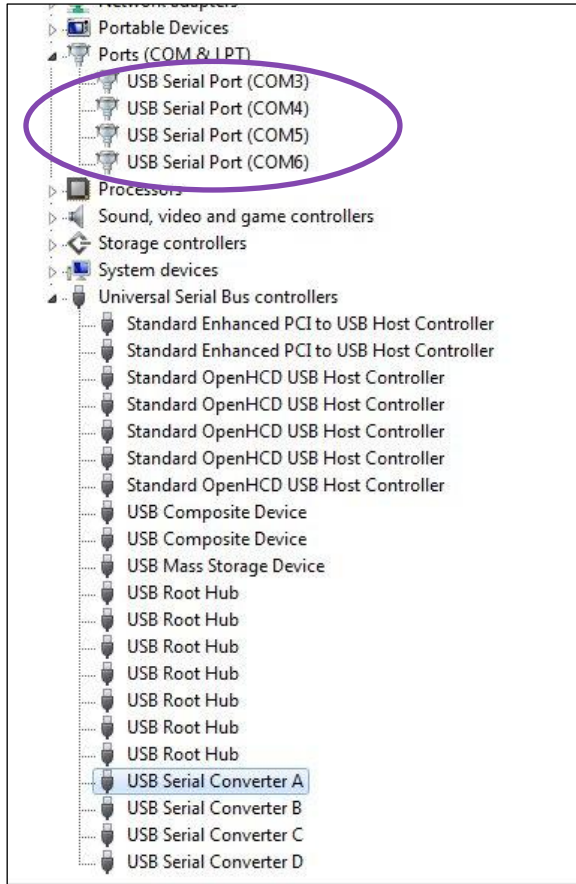 Network adapters
Portable Devices
Ports (COM & LPT)
USB Serial Port (COM3)
USB Serial Port (COM4)
USB Serial Port (COM5)
USB Serial Port (COM6)
Processors
Sound, video and game controllers
Storage controllers
System devices
Universal Serial Bus controllers
Standard Enhanced PCI to USB Host Controller
Standard Enhanced PCI to USB Host Controller
Standard OpenHCD USB Host Controller
Standard OpenHCD USB Host Controller
Standard OpenHCD USB Host Controller
Standard OpenHCD USB Host Controller
Standard OpenHCD USB Host Controller
USB Composite Device
USB Composite Device
USB Mass Storage Device
USB Root Hub
USB Root Hub
USB Root Hub
USB Root Hub
USB Root Hub
USB Root Hub
USB Root Hub
USB Serial Converter A
USB Serial Converter B
USB Serial Converter C
USB Serial Converter D